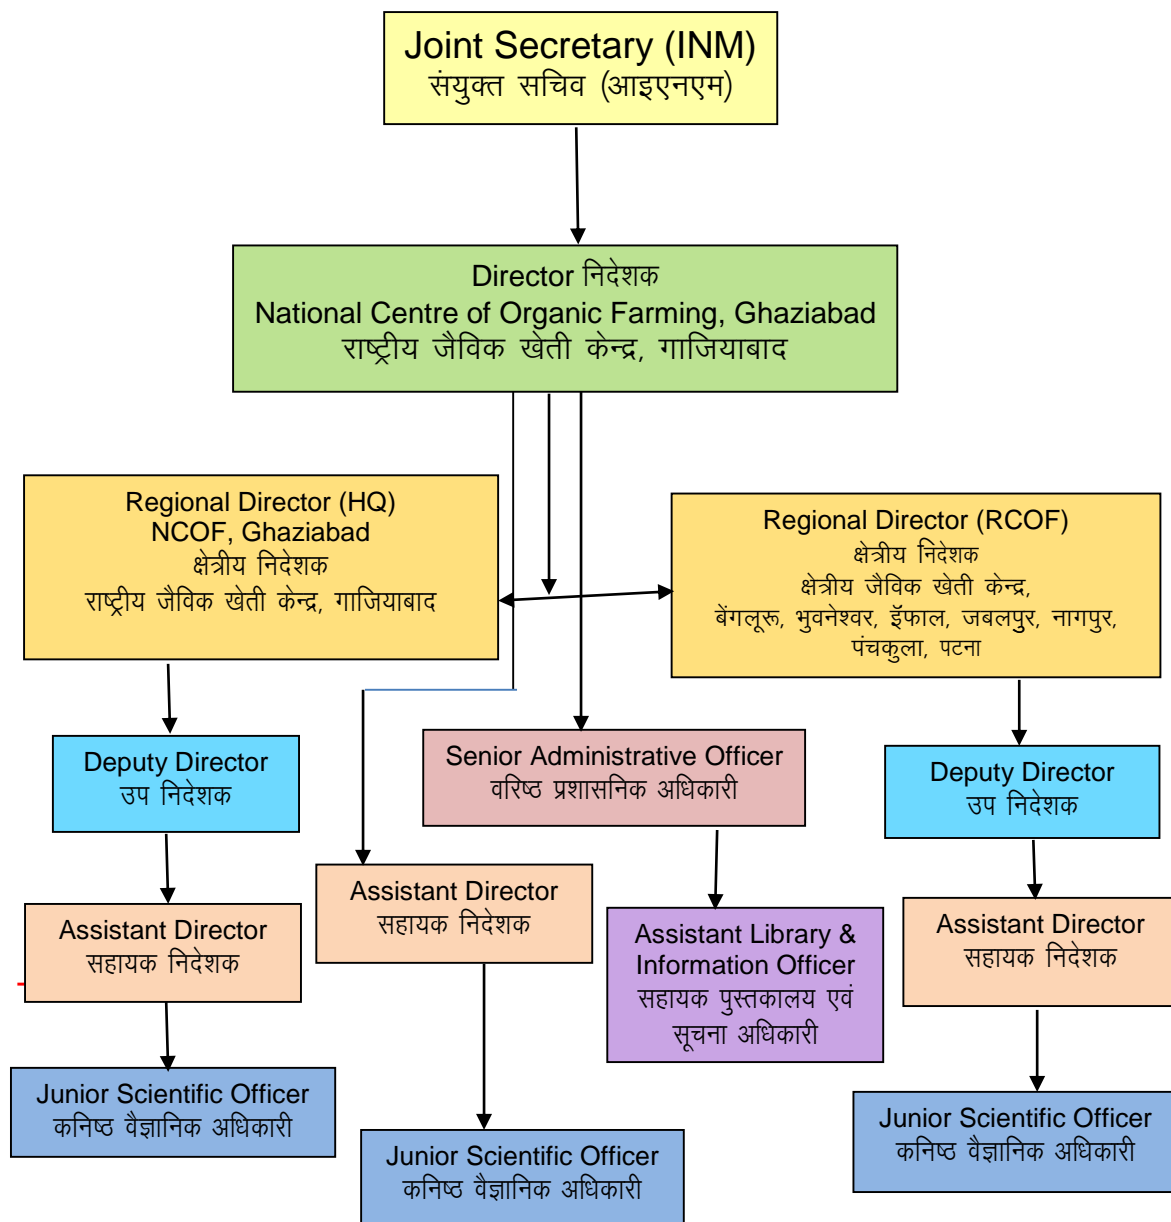 Joint Secretary (INM)
संयुक्त सचिव (आइएनएम)
Director निदेशक
National Centre of Organic Farming, Ghaziabad
राष्ट्रीय जैविक खेती केन्द्र, गाजियाबाद
Regional Director (HQ)
NCOF, Ghaziabad
क्षेत्रीय निदेशक
राष्ट्रीय जैविक खेती केन्द्र, गाजियाबाद
Regional Director (RCOF)
क्षेत्रीय निदेशक
क्षेत्रीय जैविक खेती केन्द्र,
बेंगलूरू, भुवनेश्वर, इॅफाल, जबलपुर, नागपुर,
पंचकुला, पटना
Deputy Director
उप निदेशक
Senior Administrative Officer
वरिष्ठ प्रशासनिक अधिकारी
Deputy Director
उप निदेशक
Assistant Director
सहायक निदेशक
Assistant Director
सहायक निदेशक
Assistant Library &
Information Officer
सहायक पुस्तकालय एवं
सूचना अधिकारी
Assistant Director
सहायक निदेशक
Junior Scientific Officer
कनिष्ठ वैज्ञानिक अधिकारी
Junior Scientific Officer
कनिष्ठ वैज्ञानिक अधिकारी
Junior Scientific Officer
कनिष्ठ वैज्ञानिक अधिकारी